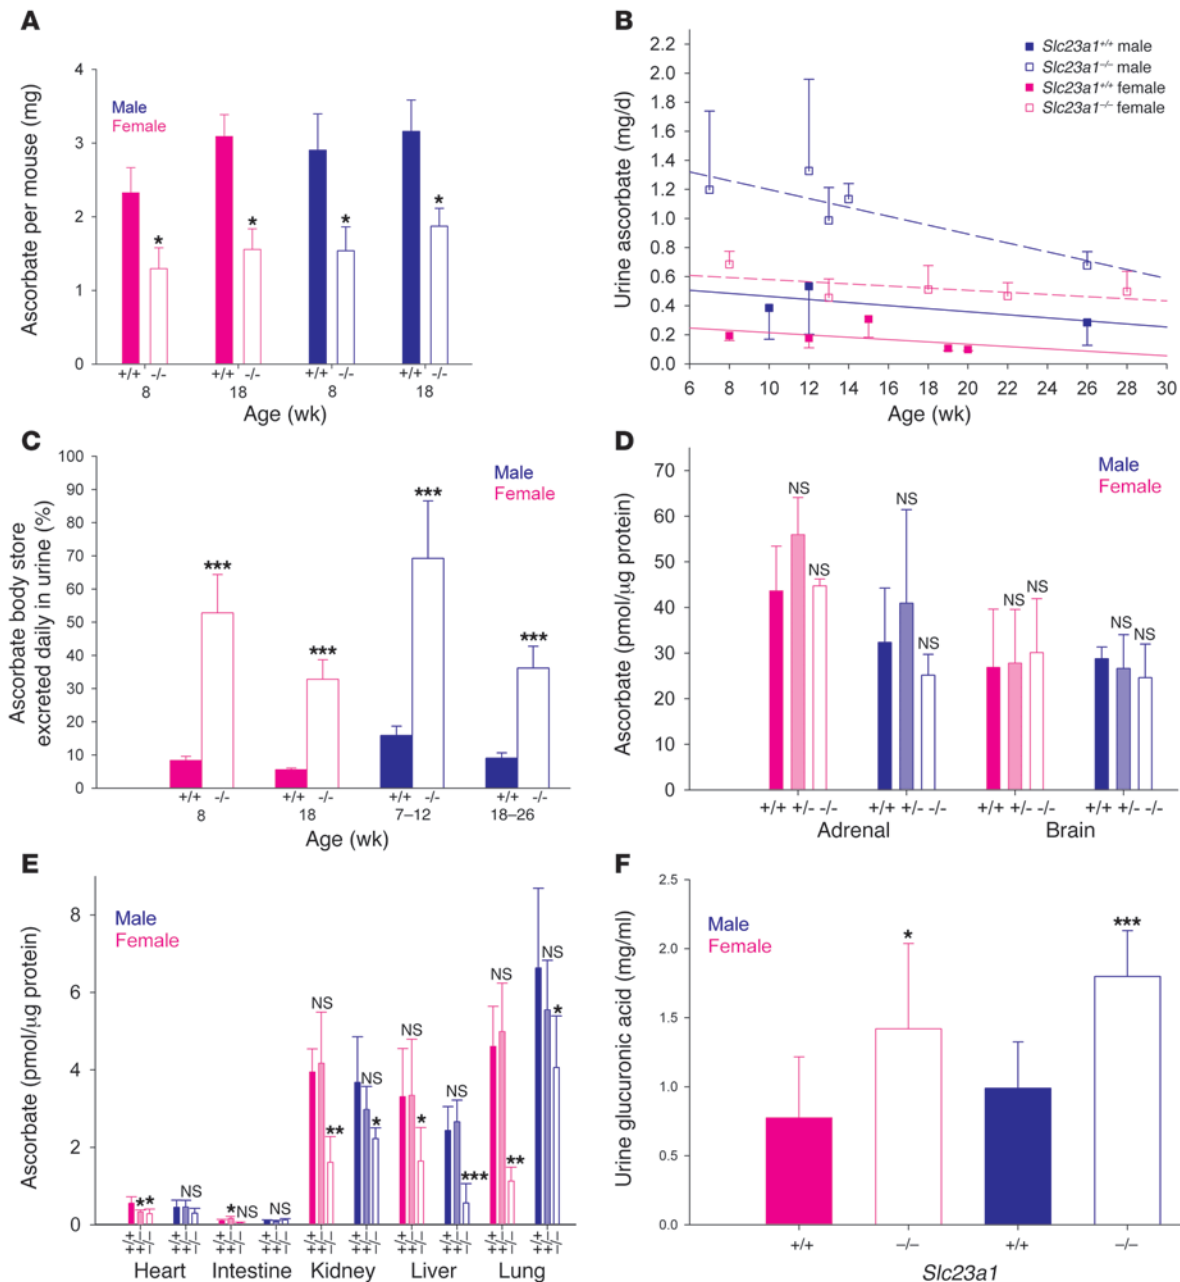 A
4
3
2
1
0
Ascorbate per mouse (mg)
Male
Female
*
*
*
*
+/+ -/- +/+ -/- +/+ -/- +/+ -/-
8 18 8 18
Age (wk)
B
2.2
2.0
1.8
1.6
1.4
1.2
1.0
0.8
0.6
0.4
0.2
0.0
Urine ascorbate (mg/d)
Slc23a1+/+ male
Slc23a1−/− male
Slc23a1+/+ female
Slc23a1−/− female
6 8 10 12 14 16 18 20 22 24 26 28 30
Age (wk)
C
100
90
80
70
60
50
40
30
20
10
0
Ascorbate body store
excreted daily in urine (%)
Male
Female
***
***
***
***
+/+ -/- +/+ -/- +/+ -/- +/+ -/-
8 18 7–12 18–26
Age (wk)
D
70
60
50
40
30
20
10
0
Ascorbate (pmol/μg protein)
Male
Female
NS NS NS NS NS NS NS NS
+/+ +/- -/- +/+ +/- -/- +/+ +/- -/- +/+ +/- -/-
Adrenal Brain
E
8
6
4
2
0
Ascorbate (pmol/μg protein)
Male
Female
* * NS * NS NS NS ** NS * NS * NS *** NS ** NS *
+/+ +/- -/- +/+ +/- -/- +/+ +/- -/- +/+ +/- -/- +/+ +/- -/- +/+ +/- -/- +/+ +/- -/- +/+ +/- -/- +/+ +/- -/- +/+ +/- -/-
Heart Intestine Kidney Liver Lung
F
2.5
2.0
1.5
1.0
0.5
0.0
Urine glucuronic acid (mg/ml)
Male
Female
*
***
+/+ −/− +/+ −/−
Slc23a1